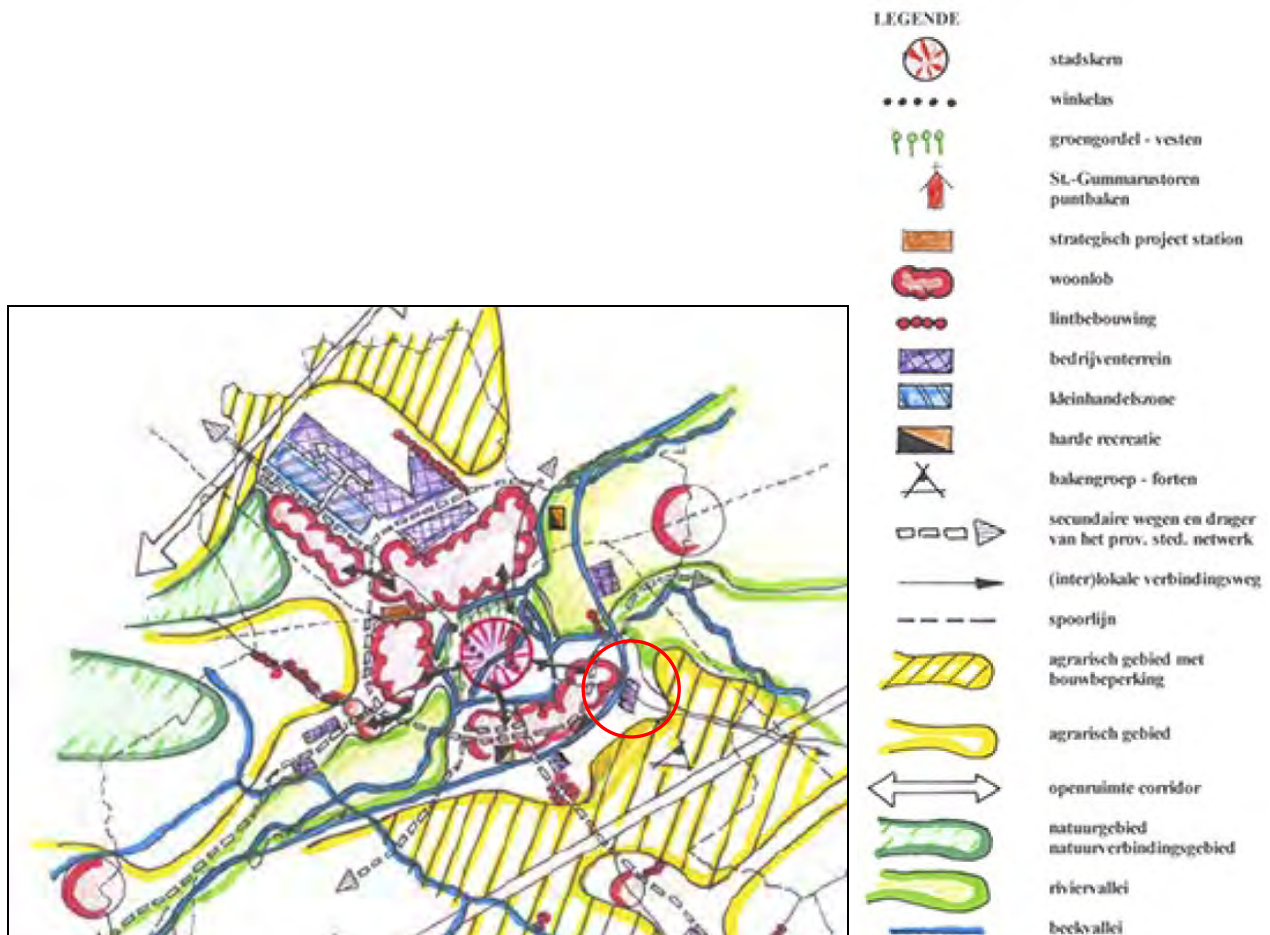 LEGENDE
stadskern
winkelas
groengordel - vesten
St.-Gummarustoren
puntbaken
strategisch project station
woonlob
lintbebouwing
bedrijventerrein
kleinhandelszone
harde recreatie
bakengroep - forten
secundaire wegen en drager
van het prov. sted. netwerk
(inter)lokale verbindingsweg
spoorlijn
agrarisch gebied met
bouwbeperking
agrarisch gebied
openruimte corridor
natuurgebied
natuurverbindingsgebied
riviervallei
beekvallei